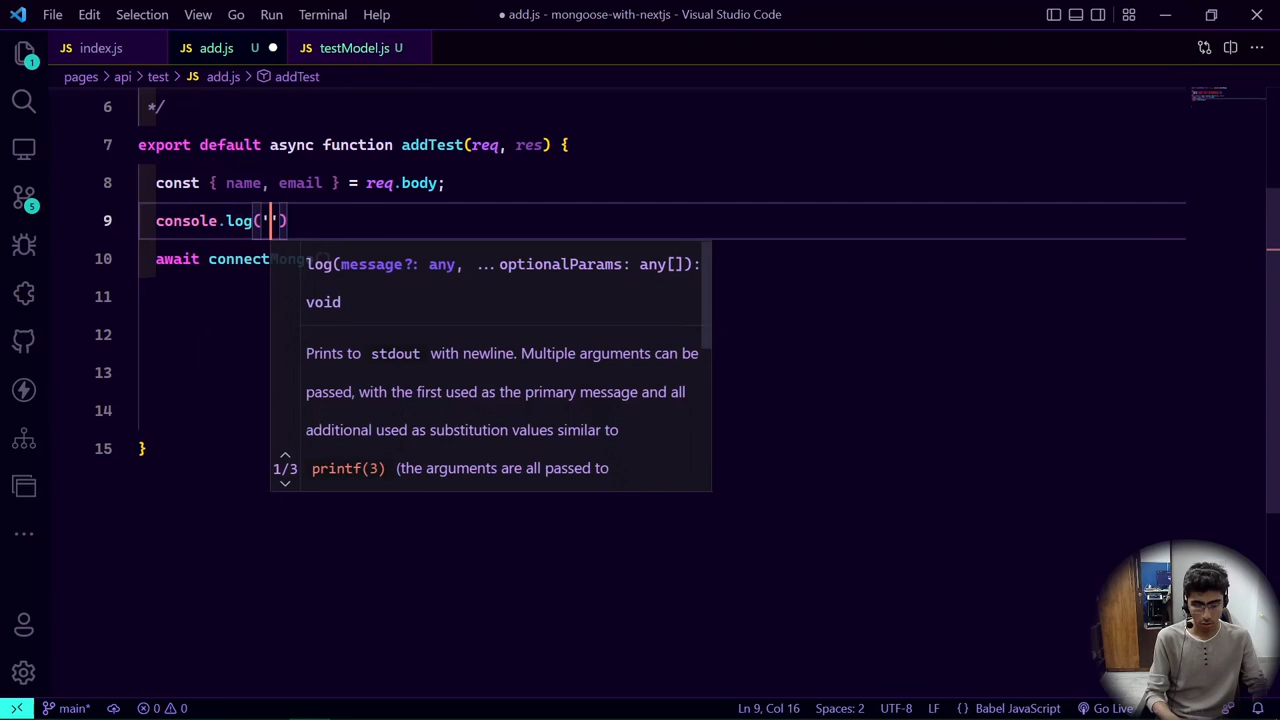 File Edit Selection View Go Run Terminal Help
● add.js - mongoose-with-nextjs - Visual Studio Code
JS index.js
JS add.js U
JS testModel.js U
pages > api > test > JS add.js > addTest
6 */
7 export default async function addTest(req, res) {
8 const { name, email } = req.body;
9 console.log('')
10 await connectMongo()
log(message?: any, ...optionalParams: any[]):
void
Prints to stdout with newline. Multiple arguments can be
passed, with the first used as the primary message and all
additional used as substitution values similar to
printf(3) (the arguments are all passed to
1/3
11
12
13
14
15 }
1
5
main* 0 0
Ln 9, Col 16 Spaces: 2 UTF-8 LF {} Babel JavaScript Go Live